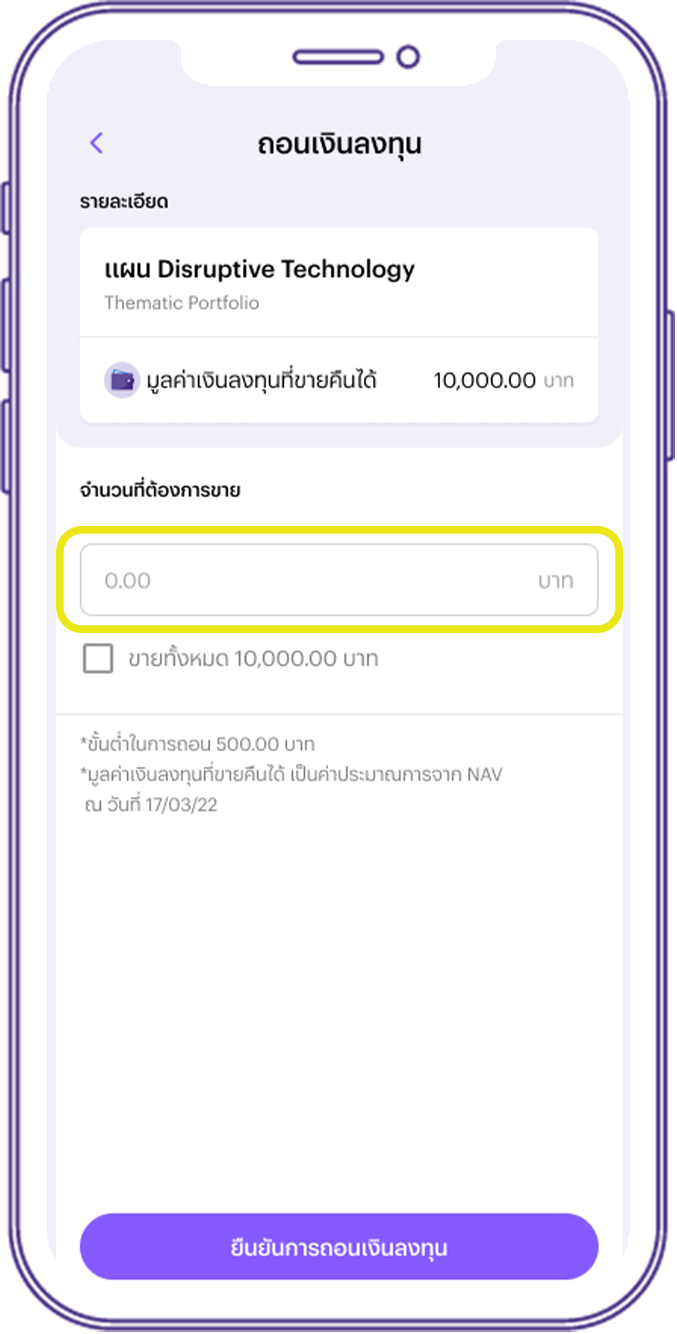 ถอนเงินลงทุน
รายละเอียด
แผน Disruptive Technology
Thematic Portfolio
มูลค่าเงินลงทุนที่ขายคืนได้ 10,000.00 บาท
จำนวนที่ต้องการขาย
0.00 บาท
ขายทั้งหมด 10,000.00 บาท
*ขั้นต่ำในการถอน 500.00 บาท
*มูลค่าเงินลงทุนที่ขายคืนได้ เป็นค่าประมาณการจาก NAV
ณ วันที่ 17/03/22
ยืนยันการถอนเงินลงทุน